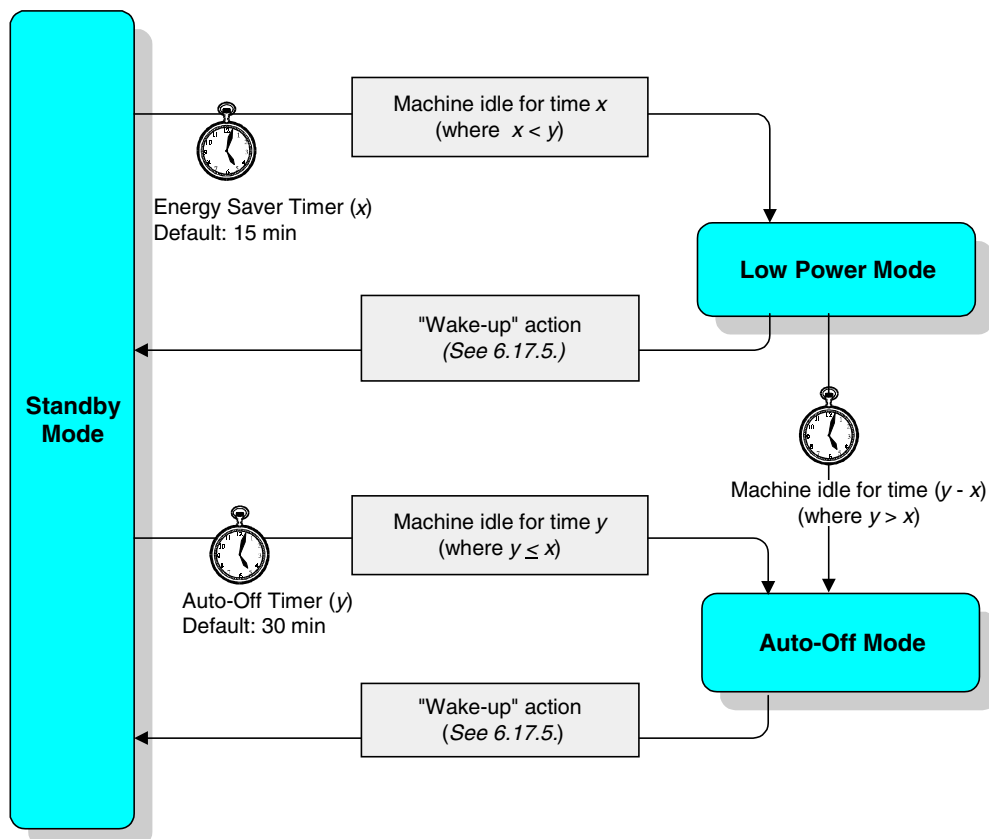 Machine idle for time x
(where x < y)
Energy Saver Timer (x)
Default: 15 min
Low Power Mode
"Wake-up" action
(See 6.17.5.)
Standby
Mode
Machine idle for time (y - x)
(where y > x)
Machine idle for time y
(where y ≤ x)
Auto-Off Timer (y)
Default: 30 min
Auto-Off Mode
"Wake-up" action
(See 6.17.5.)